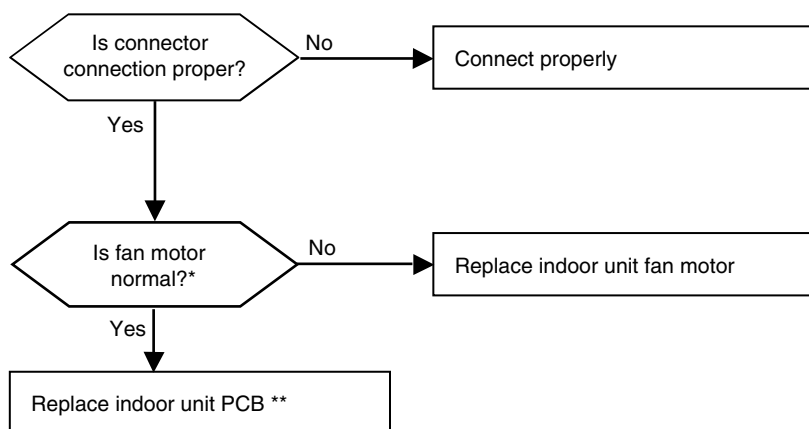 Is connector
connection proper?
No
Connect properly
Yes
Is fan motor
normal?*
No
Replace indoor unit fan motor
Yes
Replace indoor unit PCB **